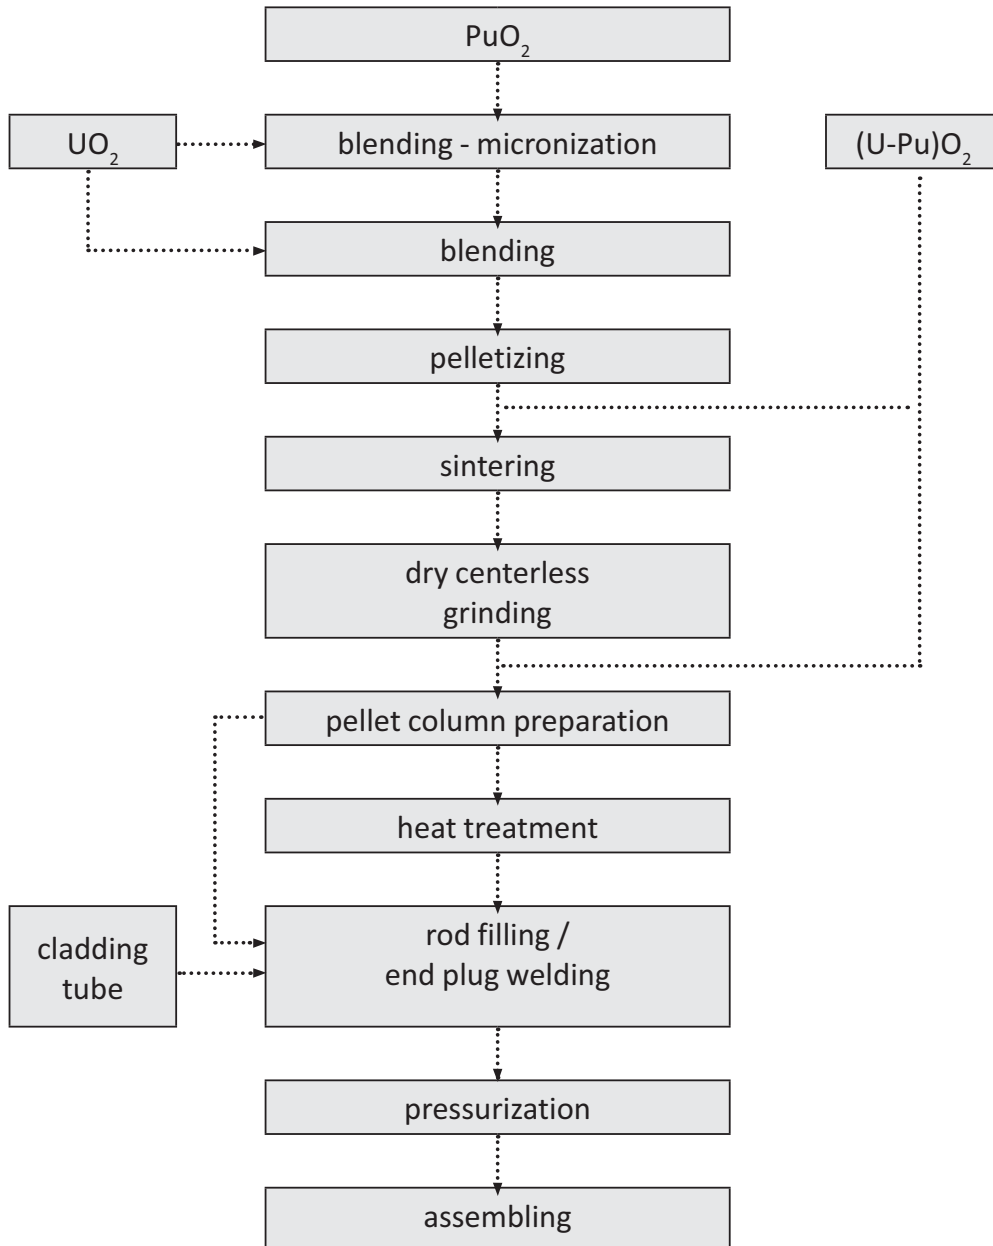 PuO₂
UO₂
blending - micronization
(U-Pu)O₂
blending
pelletizing
sintering
dry centerless
grinding
pellet column preparation
heat treatment
cladding
tube
rod filling /
end plug welding
pressurization
assembling